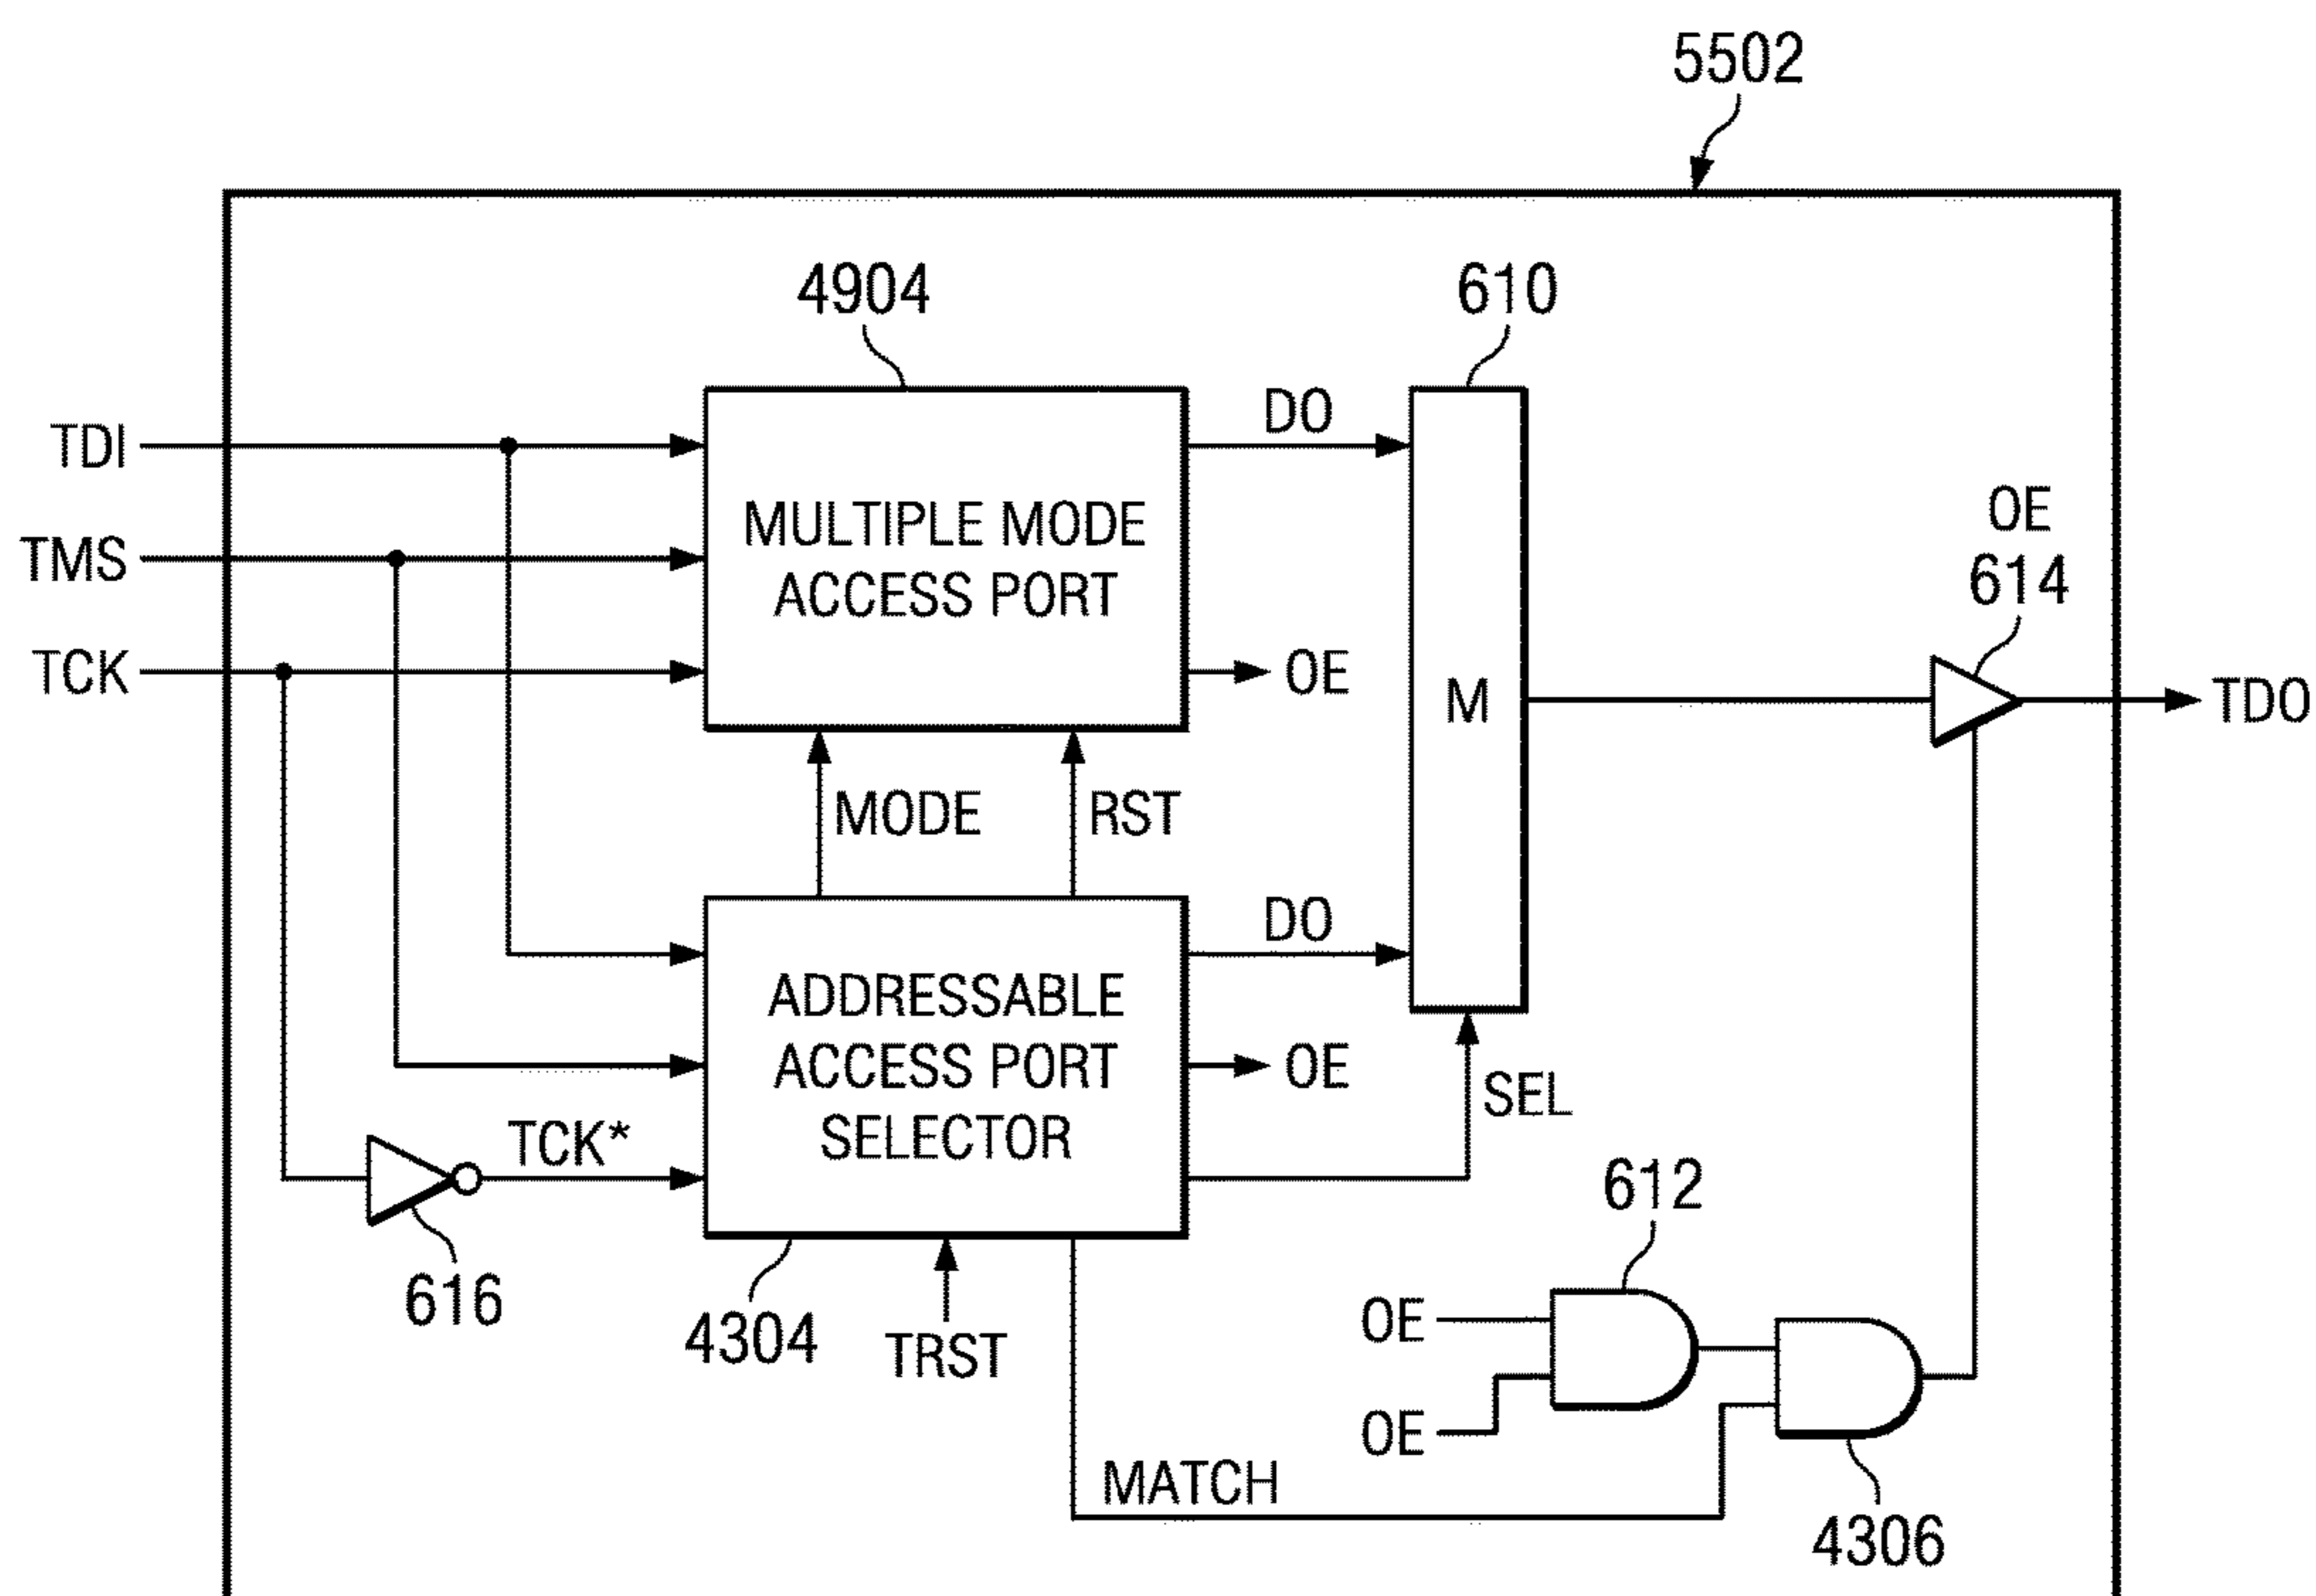 5502
4904
610
TDI
DO
TMS
MULTIPLE MODE
ACCESS PORT
OE
614
TCK
OE
M
TDO
MODE
RST
DO
ADDRESSABLE
ACCESS PORT
SELECTOR
OE
SEL
TCK*
612
616
4304
TRST
OE
OE
MATCH
4306